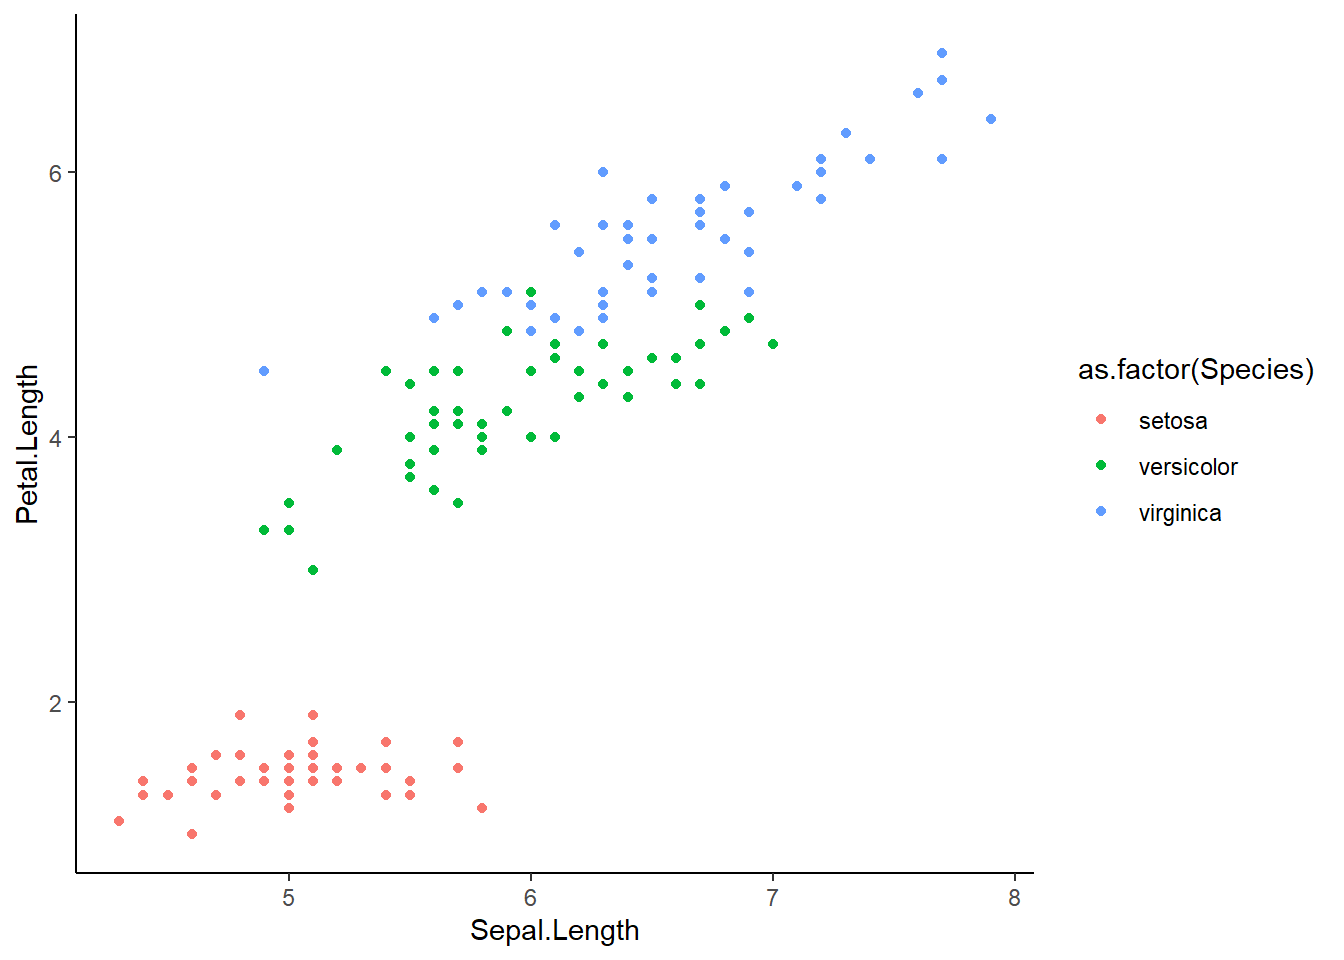 6
4
2
Petal.Length
5 6 7 8
Sepal.Length
as.factor(Species)
setosa
versicolor
virginica